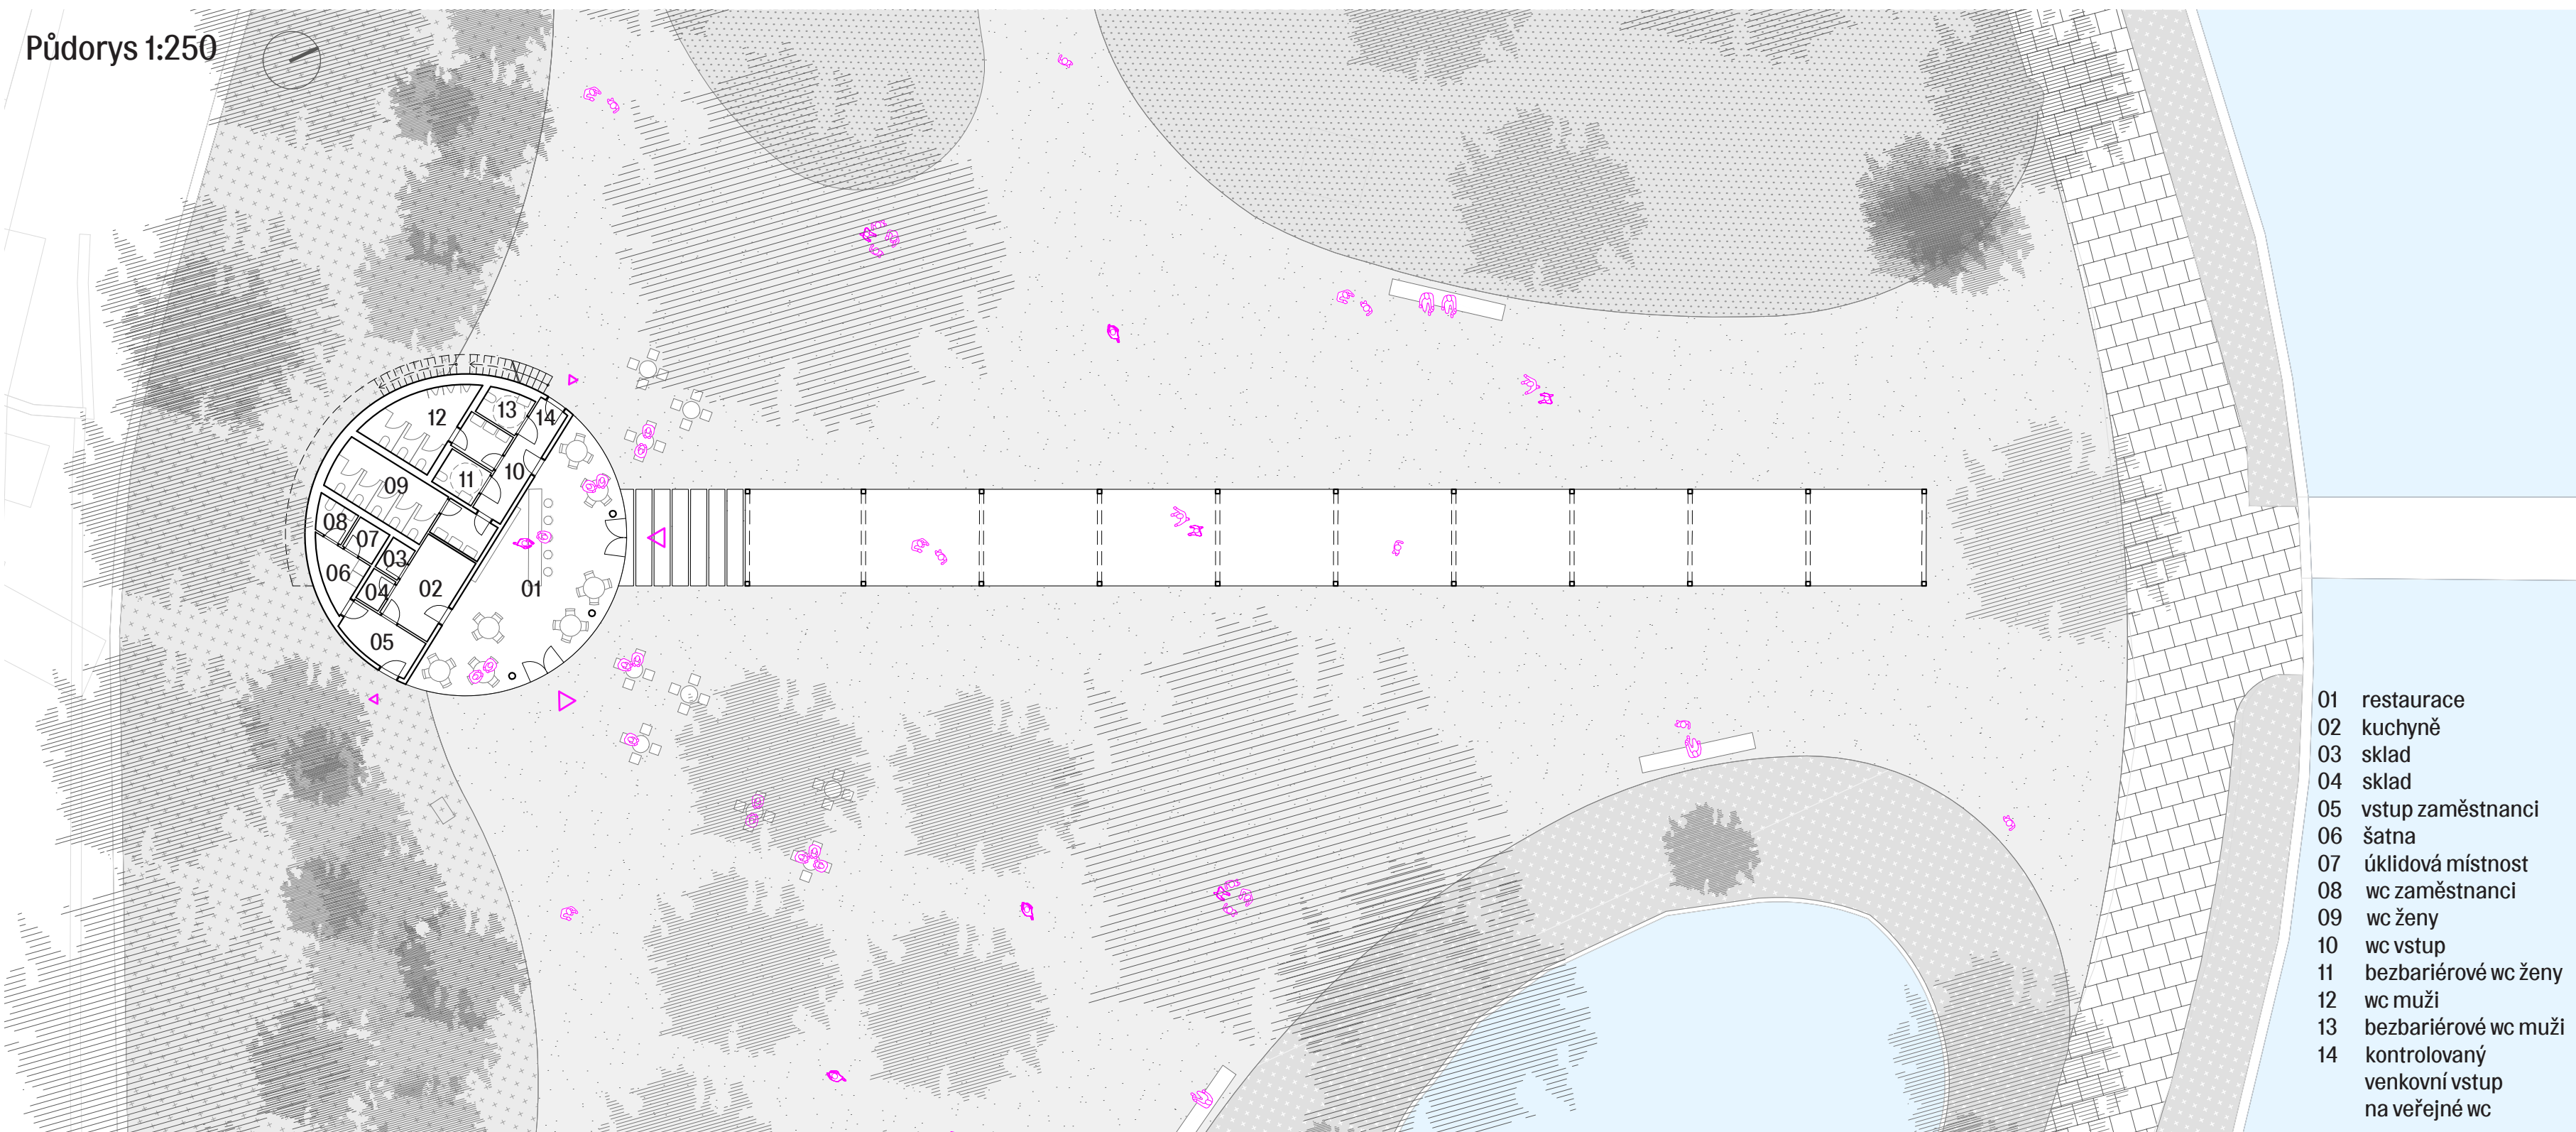 Půdorys 1:250
12
13
14
11
10
09
08
07
03
06
04
02
01
05
01 restaurace
02 kuchyně
03 sklad
04 sklad
05 vstup zaměstnanci
06 šatna
07 úklidová místnost
08 wc zaměstnanci
09 wc ženy
10 wc vstup
11 bezbariérové wc ženy
12 wc muži
13 bezbariérové wc muži
14 kontrolovaný
venkovní vstup
na veřejné wc